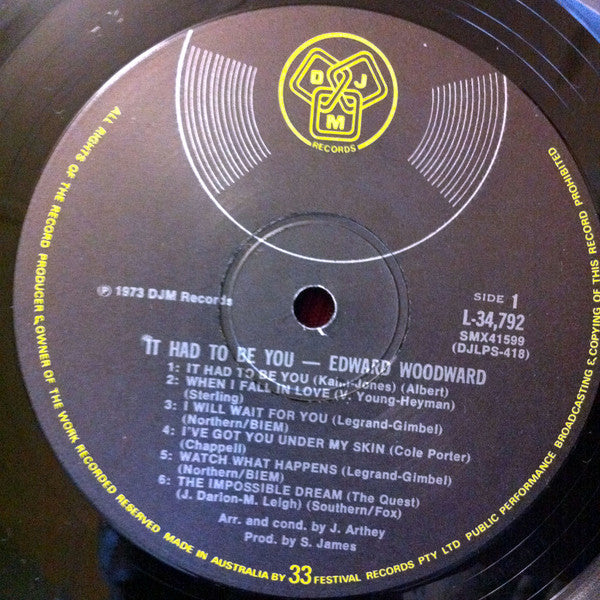 D J
M
RECORDS
℗ 1973 DJM Records
SIDE 1
L-34,792
SMX41599
(DJLPS-418)
IT HAD TO BE YOU — EDWARD WOODWARD
1: IT HAD TO BE YOU (Kahn-Jones) (Albert)
2: WHEN I FALL IN LOVE (V. Young-Heyman)
(Sterling)
3: I WILL WAIT FOR YOU (Legrand-Gimbel)
(Northern/BIEM)
4: I'VE GOT YOU UNDER MY SKIN (Cole Porter)
(Chappell)
5: WATCH WHAT HAPPENS (Legrand-Gimbel)
(Northern/BIEM)
6: THE IMPOSSIBLE DREAM (The Quest)
(J. Darion-M. Leigh) (Southern/Fox)
Arr. and cond. by J. Arthey
Prod. by S. James
ALL RIGHTS OF THE RECORD PRODUCER & OWNER OF THE WORK RECORDED RESERVED MADE IN AUSTRALIA BY 33 FESTIVAL RECORDS PTY LTD PUBLIC PERFORMANCE BROADCASTING & COPYING OF THIS RECORD PROHIBITED